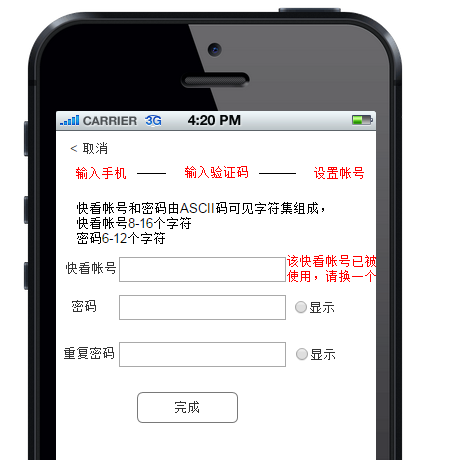 CARRIER 3G 4:20 PM
< 取消
输入手机 输入验证码 设置帐号
快看帐号和密码由ASCII码可见字符集组成，
快看帐号8-16个字符
密码6-12个字符
快看帐号
该快看帐号已被
使用，请换一个
密码 显示
重复密码 显示
完成